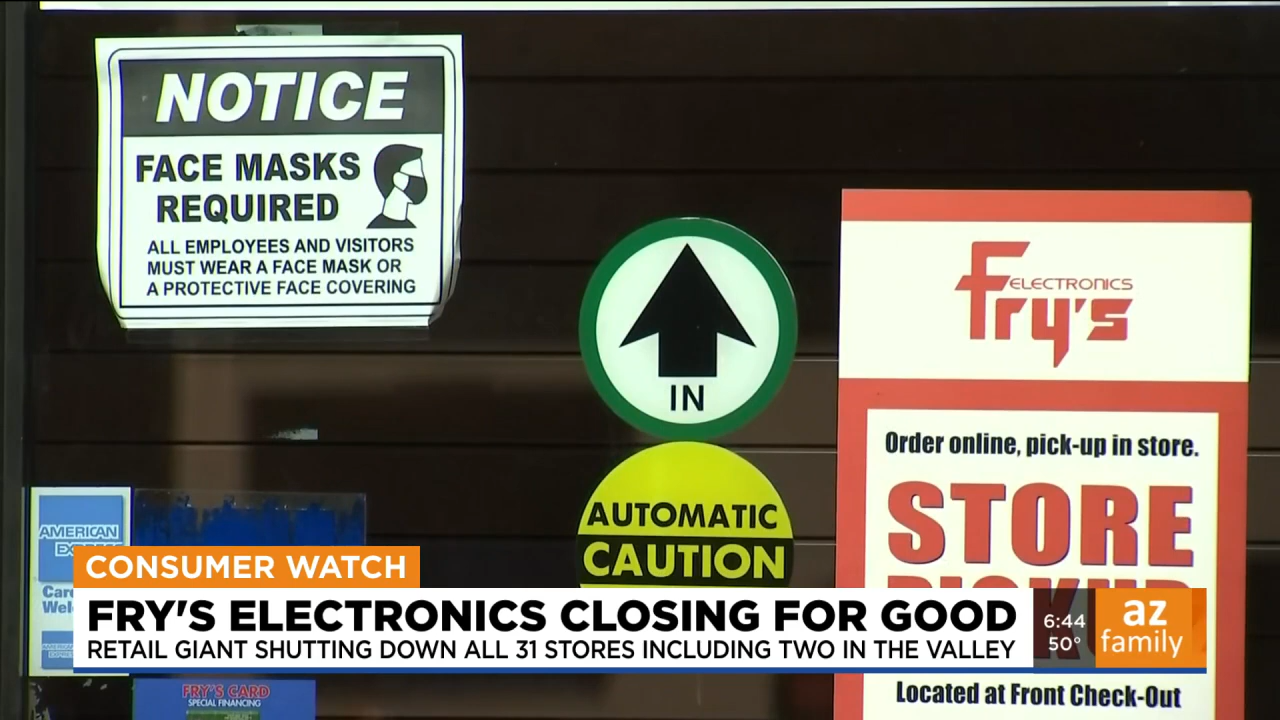 NOTICE
FACE MASKS
REQUIRED
ALL EMPLOYEES AND VISITORS
MUST WEAR A FACE MASK OR
A PROTECTIVE FACE COVERING
IN
AUTOMATIC
CAUTION
Fry's
ELECTRONICS
Order online, pick-up in store.
STORE
PICKUP
Located at Front Check-Out
AMERICAN
FRY'S CARD
SPECIAL FINANCING
CONSUMER WATCH
FRY'S ELECTRONICS CLOSING FOR GOOD
RETAIL GIANT SHUTTING DOWN ALL 31 STORES INCLUDING TWO IN THE VALLEY
6:44
50°
az
family